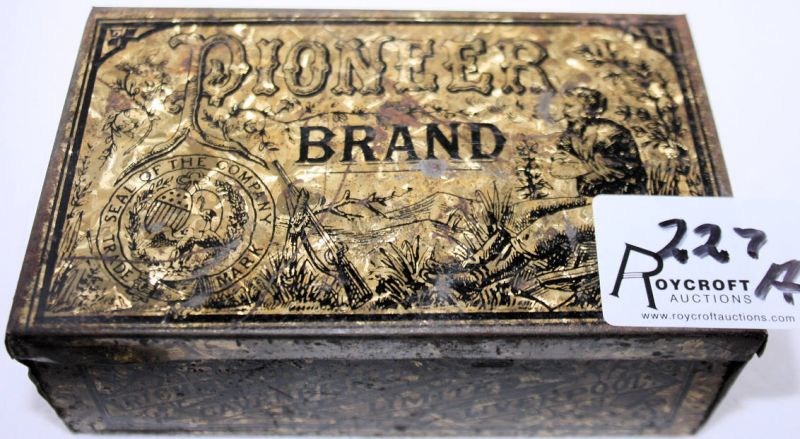 PIONEER
BRAND
SEAL OF THE COMPANY
TRADE MARK
227
A
ROYCROFT
AUCTIONS
www.roycroftauctions.com